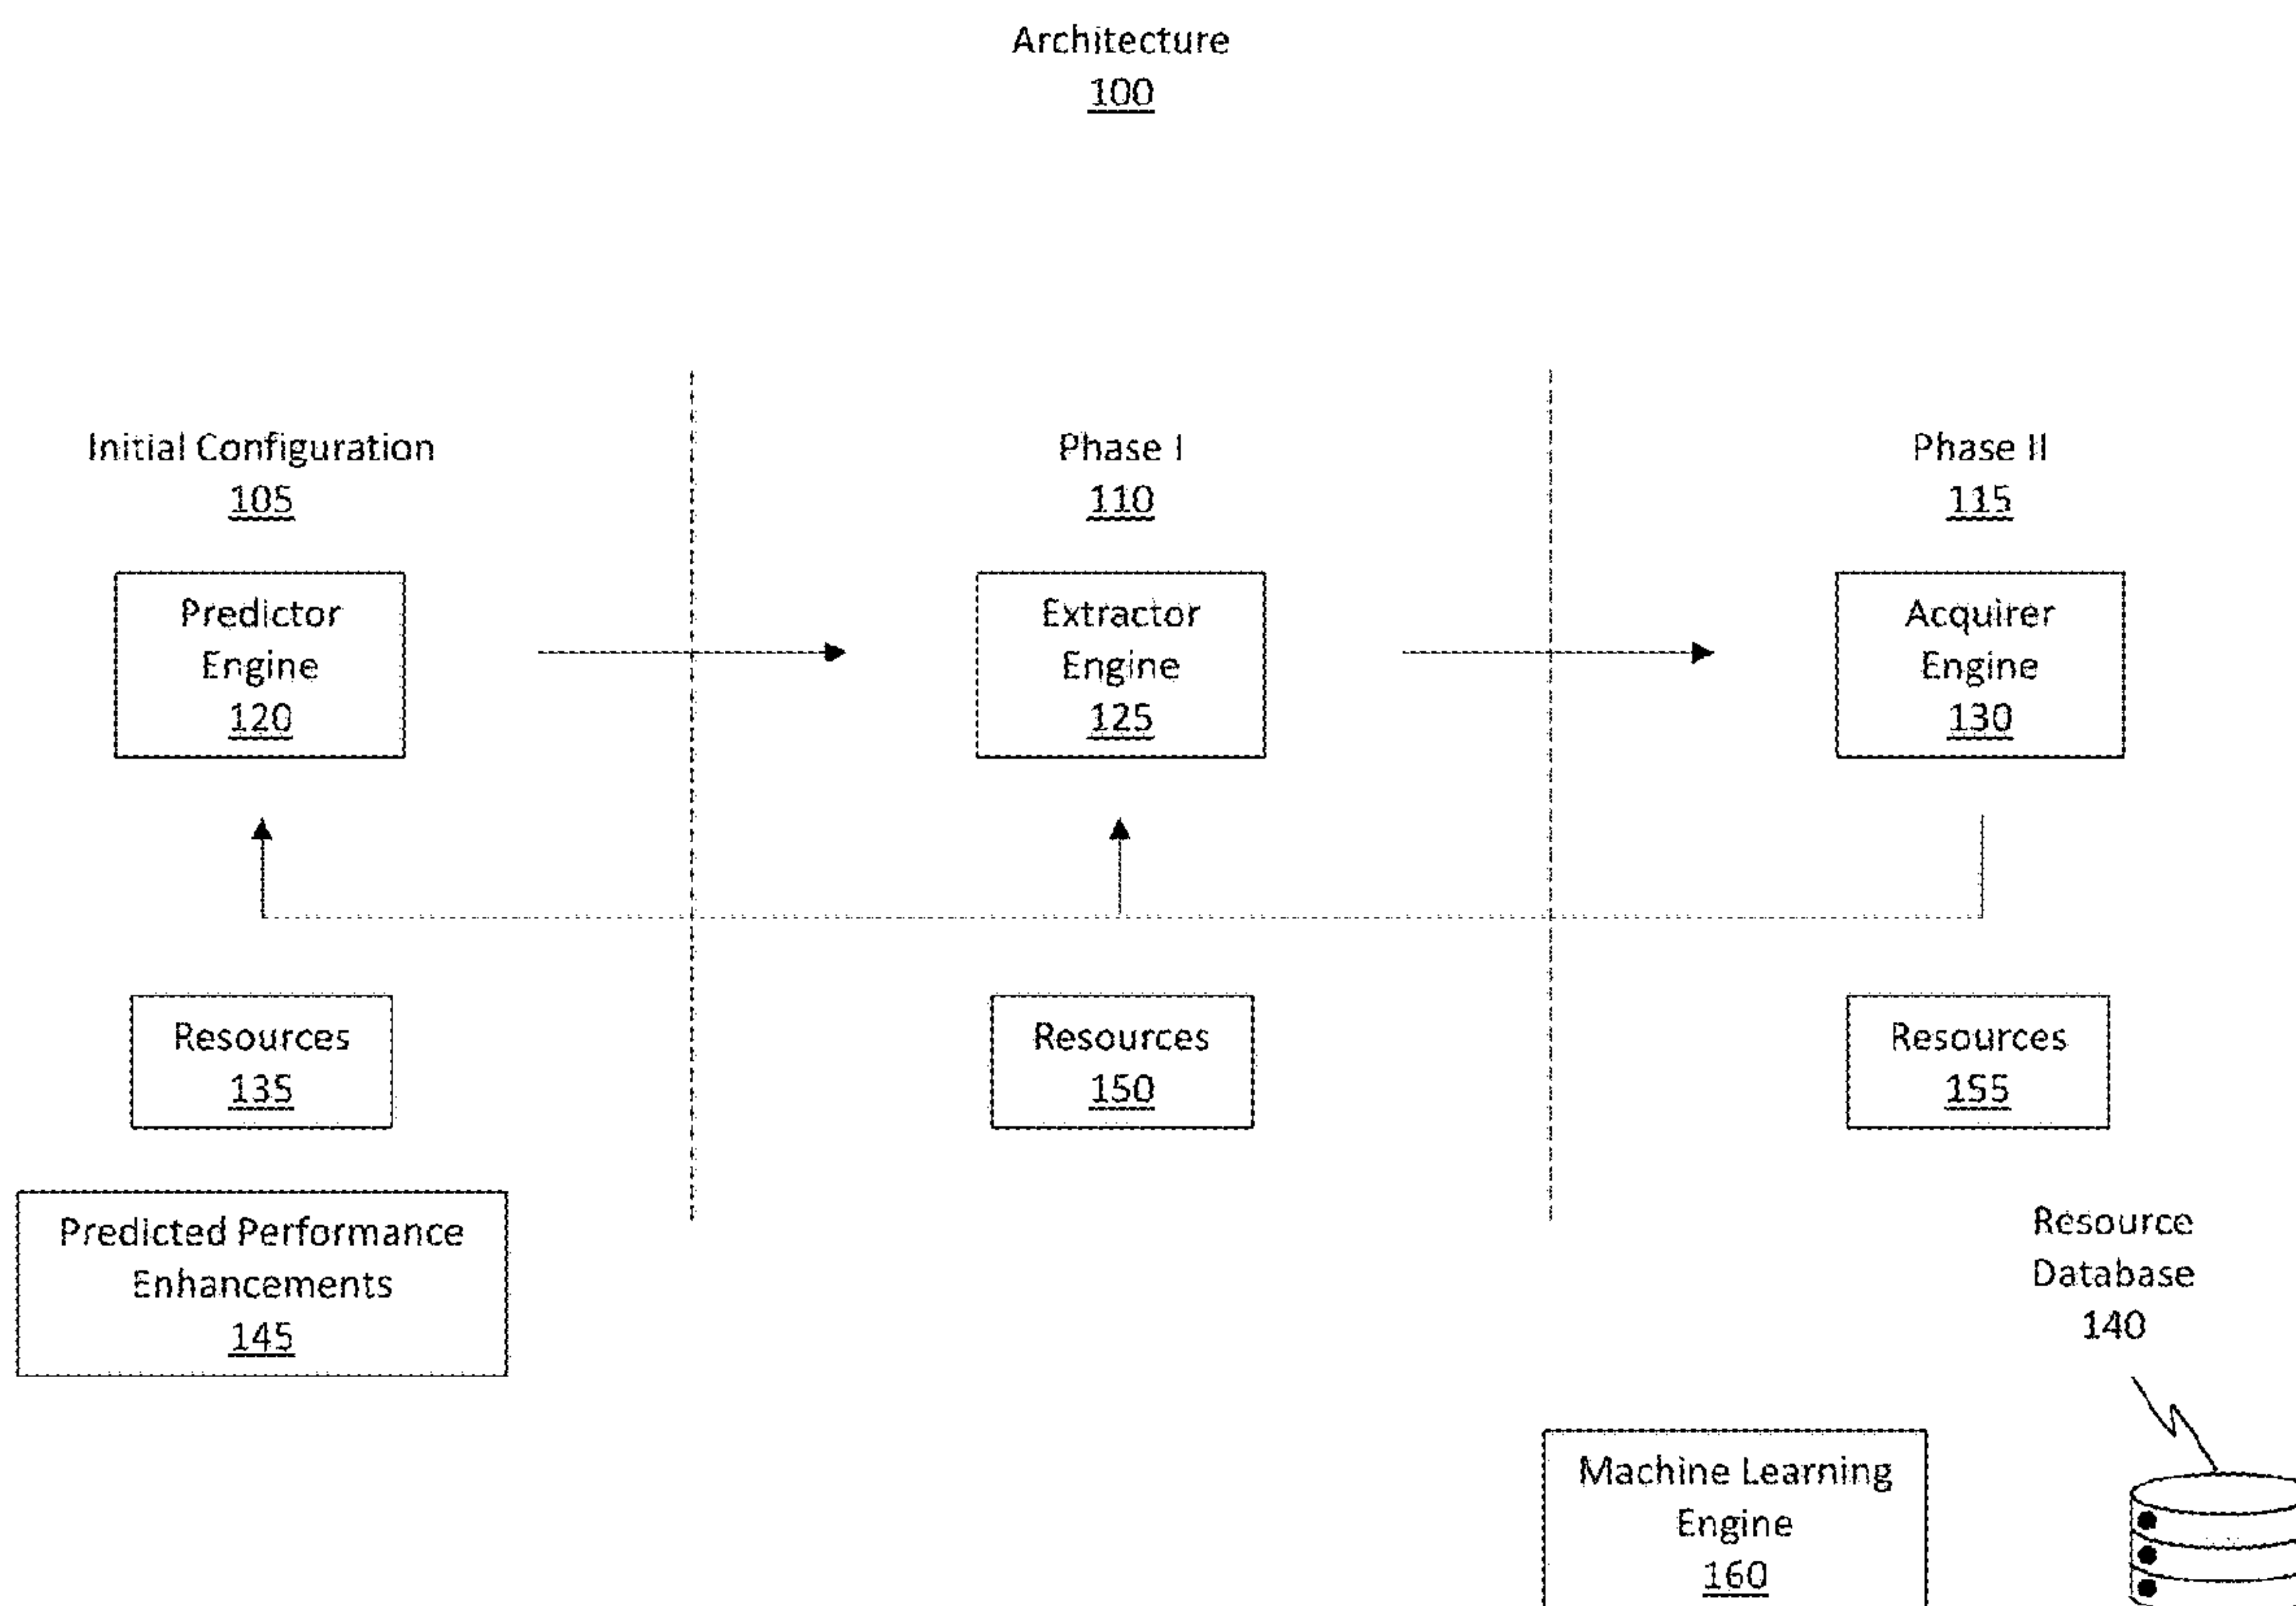 Architecture
100
Initial Configuration
105
Phase I
110
Phase II
115
Predictor
Engine
120
Extractor
Engine
125
Acquirer
Engine
130
Resources
135
Resources
150
Resources
155
Predicted Performance
Enhancements
145
Resource
Database
140
Machine Learning
Engine
160